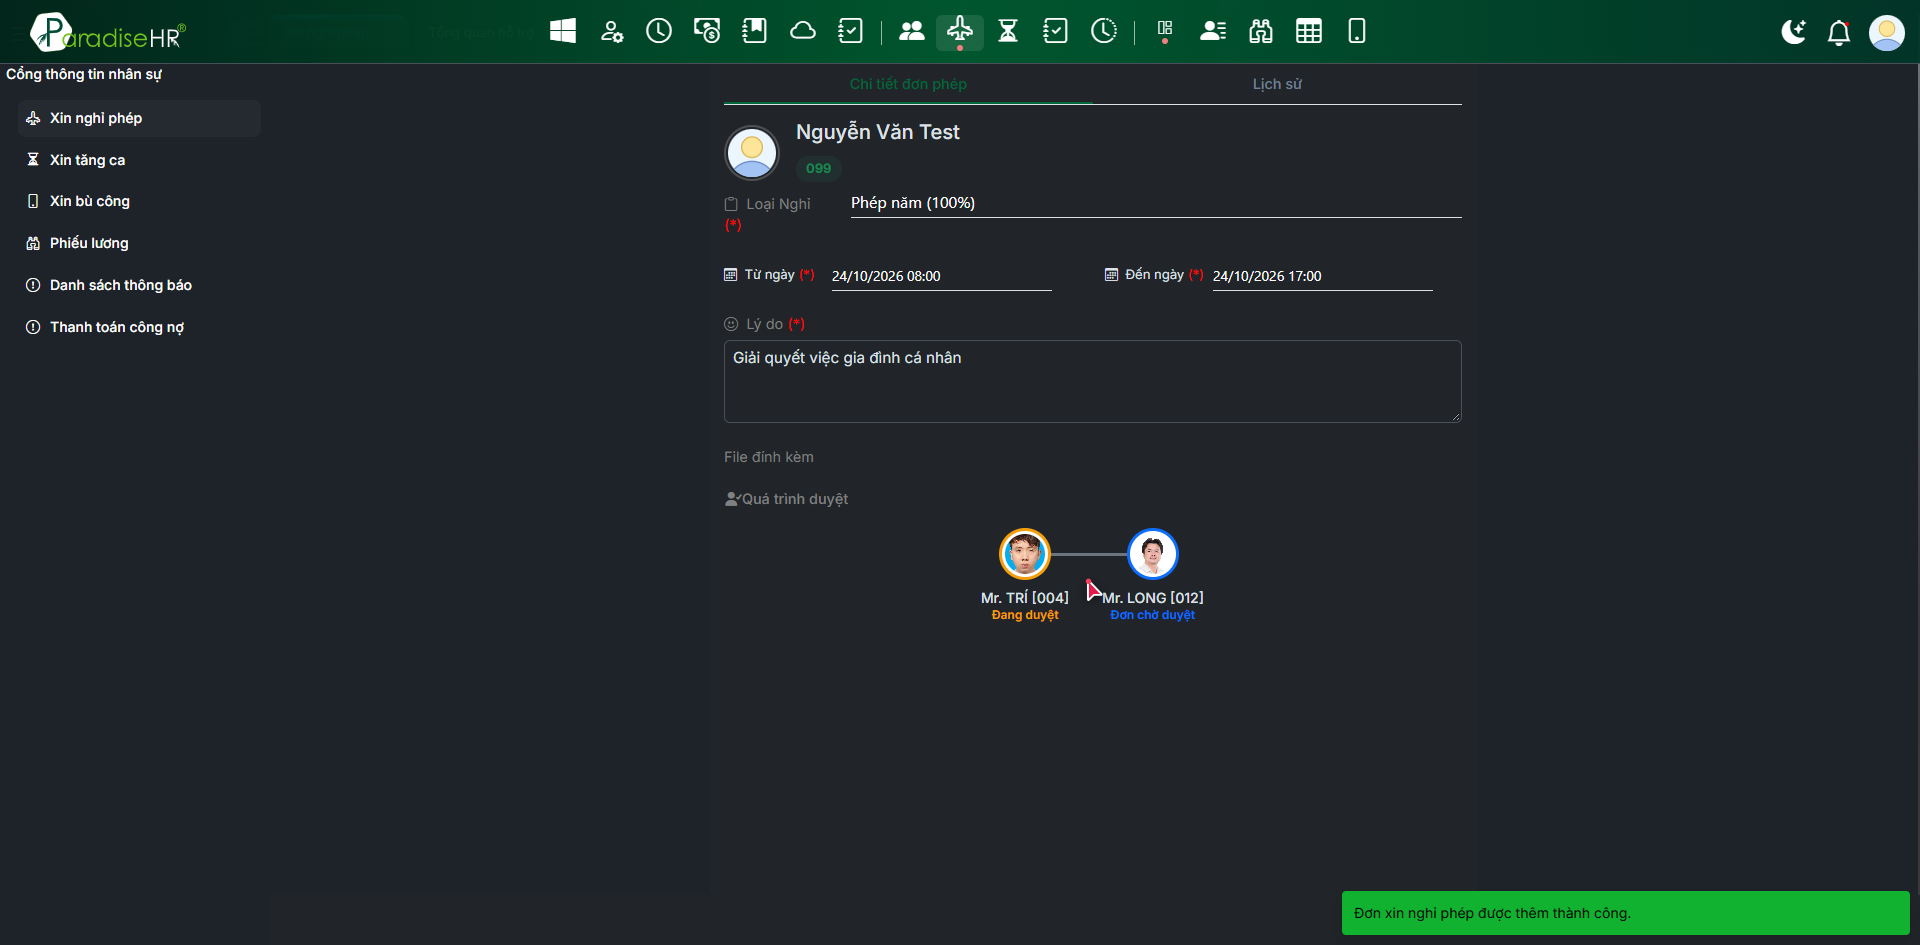 ParadiseHR®
Tổng quan hồ sơ
Cổng thông tin nhân sự
Xin nghỉ phép
Xin tăng ca
Xin bù công
Phiếu lương
Danh sách thông báo
Thanh toán công nợ
Chi tiết đơn phép
Lịch sử
Nguyễn Văn Test
099
Loại Nghỉ (*)
Phép năm (100%)
Từ ngày (*)
24/10/2026 08:00
Đến ngày (*)
24/10/2026 17:00
Lý do (*)
Giải quyết việc gia đình cá nhân
File đính kèm
Quá trình duyệt
Mr. TRÍ [004]
Đang duyệt
Mr. LONG [012]
Đơn chờ duyệt
Đơn xin nghỉ phép được thêm thành công.